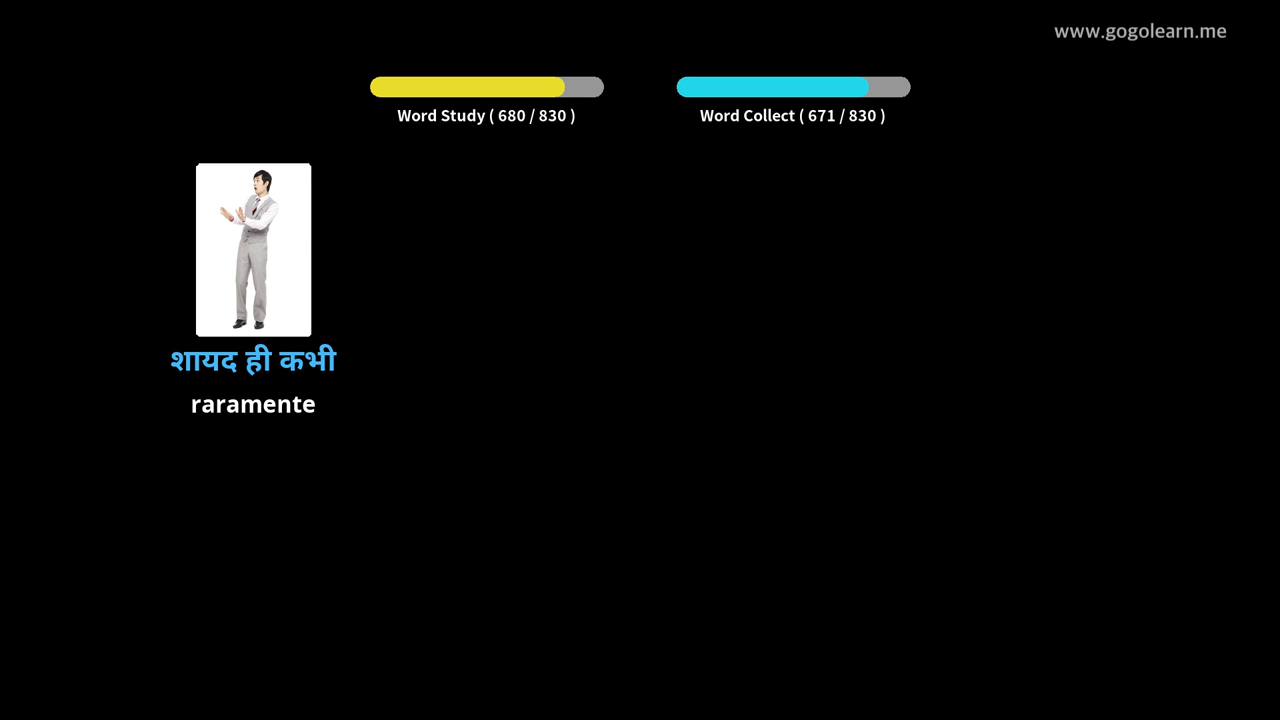 www.gogolearn.me
Word Study ( 680 / 830 )
Word Collect ( 671 / 830 )
शायद ही कभी
raramente